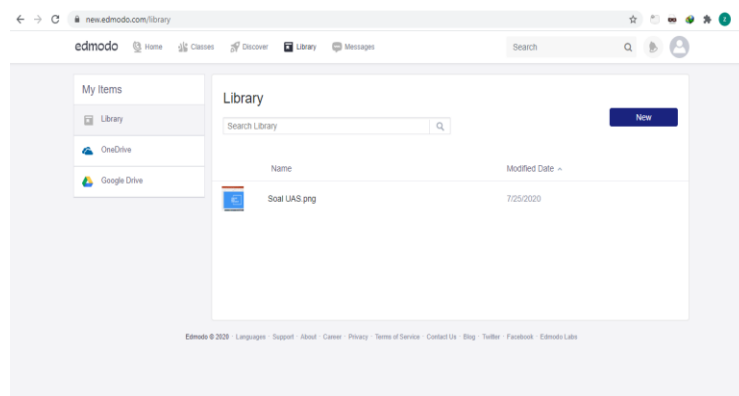 new.edmodo.com/library
edmodo Home Classes Discover Library Messages Search
My Items
Library
OneDrive
Google Drive
Library
Search Library
New
Name Modified Date
Soal UAS.png 7/25/2020
Edmodo © 2020 · Languages · Support · About · Career · Privacy · Terms of Service · Contact Us · Blog · Twitter · Facebook · Edmodo Labs